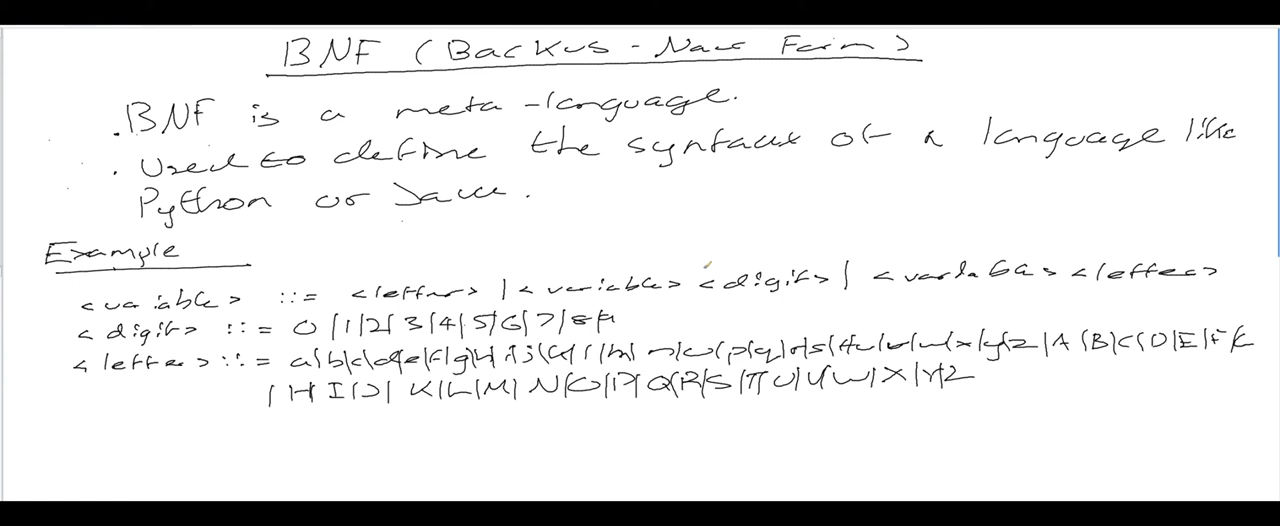 BNF (Backus - Naur Form)
. BNF is a meta-language.
. Used to define the syntax of a language like
Python or Java.
Example
<variable> ::= <letter> | <variable> <digit> | <variable> <letter>
<digit> ::= 0|1|2|3|4|5|6|7|8|9
<letter> ::= a|b|c|d|e|f|g|h|i|j|k|l|m|n|o|p|q|r|s|t|u|v|w|x|y|z|A|B|C|D|E|F|G
|H|I|J|K|L|M|N|O|P|Q|R|S|T|U|V|W|X|Y|Z